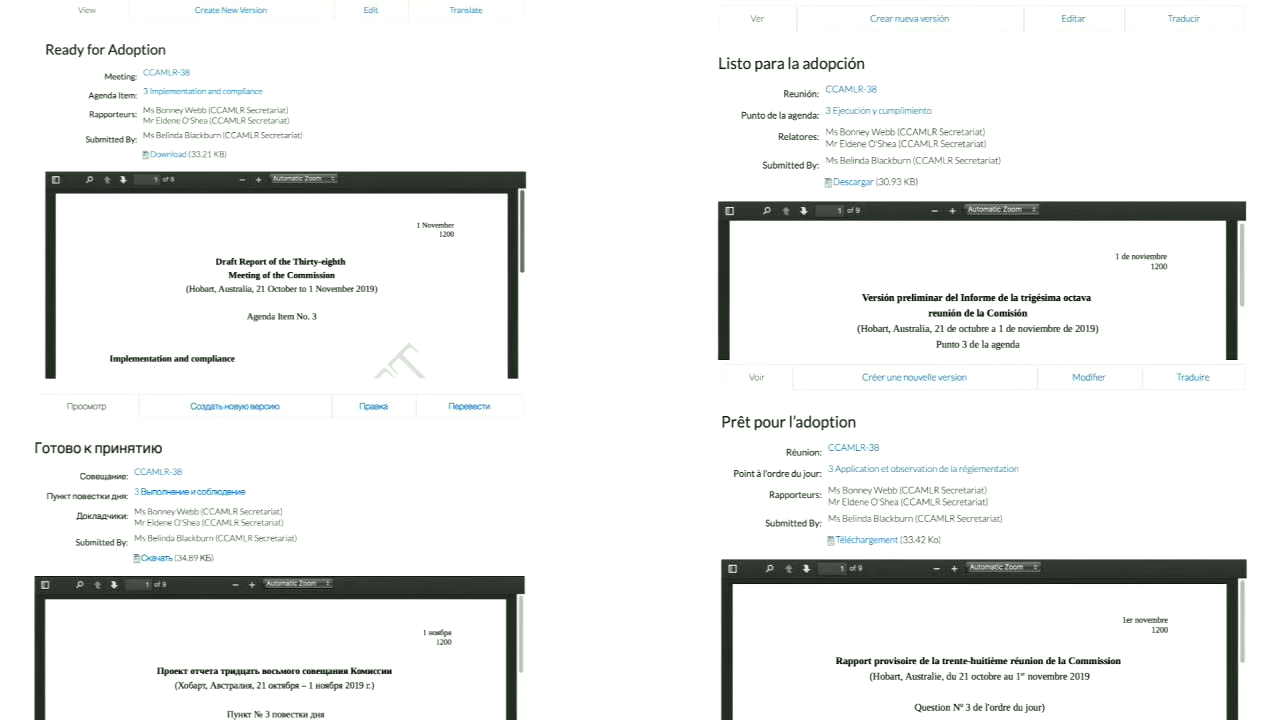 View Create New Version Edit Translate
Ready for Adoption
Meeting: CCAMLR-38
Agenda Item: 3 Implementation and compliance
Rapporteurs: Ms Bonney Webb (CCAMLR Secretariat)
Mr Eldene O'Shea (CCAMLR Secretariat)
Submitted By: Ms Belinda Blackburn (CCAMLR Secretariat)
Download (33.21 KB)
1 of 8 Automatic Zoom
1 November
1200
Draft Report of the Thirty-eighth
Meeting of the Commission
(Hobart, Australia, 21 October to 1 November 2019)
Agenda Item No. 3
Implementation and compliance
Ver Crear nueva versión Editar Traducir
Listo para la adopción
Reunión: CCAMLR-38
Punto de la agenda: 3 Ejecución y cumplimiento
Relatores: Ms Bonney Webb (CCAMLR Secretariat)
Mr Eldene O'Shea (CCAMLR Secretariat)
Submitted By: Ms Belinda Blackburn (CCAMLR Secretariat)
Descargar (30.93 KB)
1 of 9 Automatic Zoom
1 de noviembre
1200
Versión preliminar del Informe de la trigésima octava
reunión de la Comisión
(Hobart, Australia, 21 de octubre a 1 de noviembre de 2019)
Punto 3 de la agenda
Просмотр Создать новую версию Правка Перевести
Готово к принятию
Совещание: CCAMLR-38
Пункт повестки дня: 3 Выполнение и соблюдение
Докладчики: Ms Bonney Webb (CCAMLR Secretariat)
Mr Eldene O'Shea (CCAMLR Secretariat)
Submitted By: Ms Belinda Blackburn (CCAMLR Secretariat)
Скачать (34.89 КБ)
1 of 9 Automatic Zoom
1 ноября
1200
Проект отчета тридцать восьмого совещания Комиссии
(Хобарт, Австралия, 21 октября – 1 ноября 2019 г.)
Пункт № 3 повестки дня
Voir Créer une nouvelle version Modifier Traduire
Prêt pour l'adoption
Réunion: CCAMLR-38
Point à l'ordre du jour: 3 Application et observation de la réglementation
Rapporteurs: Ms Bonney Webb (CCAMLR Secretariat)
Mr Eldene O'Shea (CCAMLR Secretariat)
Submitted By: Ms Belinda Blackburn (CCAMLR Secretariat)
Téléchargement (33.42 Ko)
1 of 9 Automatic Zoom
1er novembre
1200
Rapport provisoire de la trente-huitième réunion de la Commission
(Hobart, Australie, du 21 octobre au 1er novembre 2019
Question Nº 3 de l'ordre du jour)